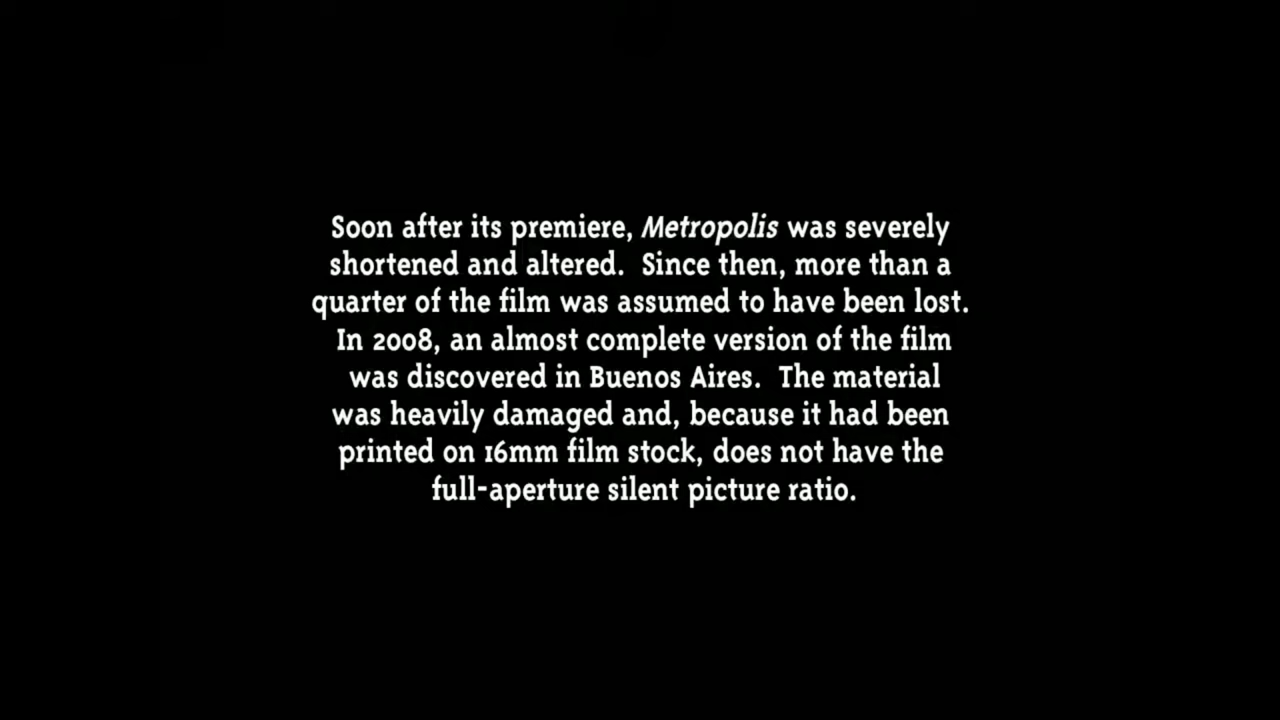 Soon after its premiere, Metropolis was severely
shortened and altered.  Since then, more than a
quarter of the film was assumed to have been lost.
In 2008, an almost complete version of the film
was discovered in Buenos Aires.  The material
was heavily damaged and, because it had been
printed on 16mm film stock, does not have the
full-aperture silent picture ratio.